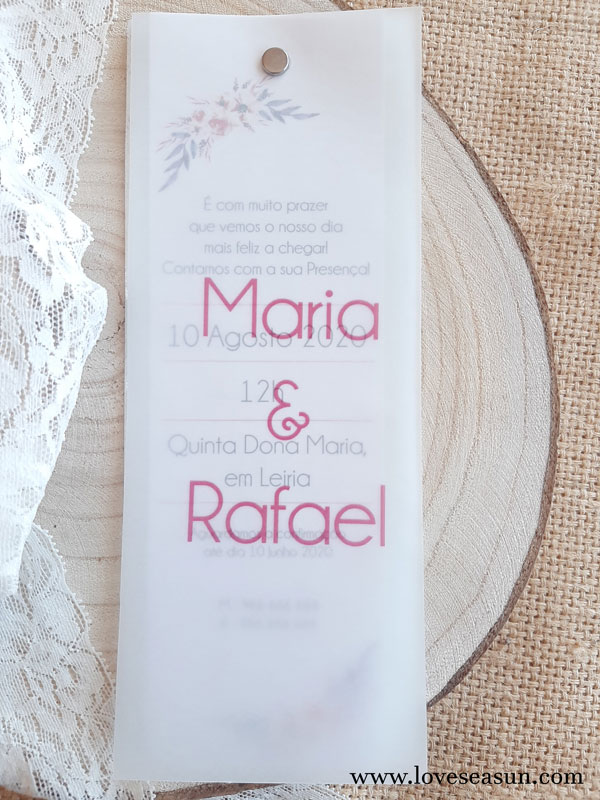 É com muito prazer
que vemos o nosso dia
mais feliz a chegar!
Contamos com a sua Presença!
Maria
10 Agosto 2020
12h
&
Quinta Dona Maria,
em Leiria
Rafael
até dia 10 Junho 2020
www.loveseasun.com